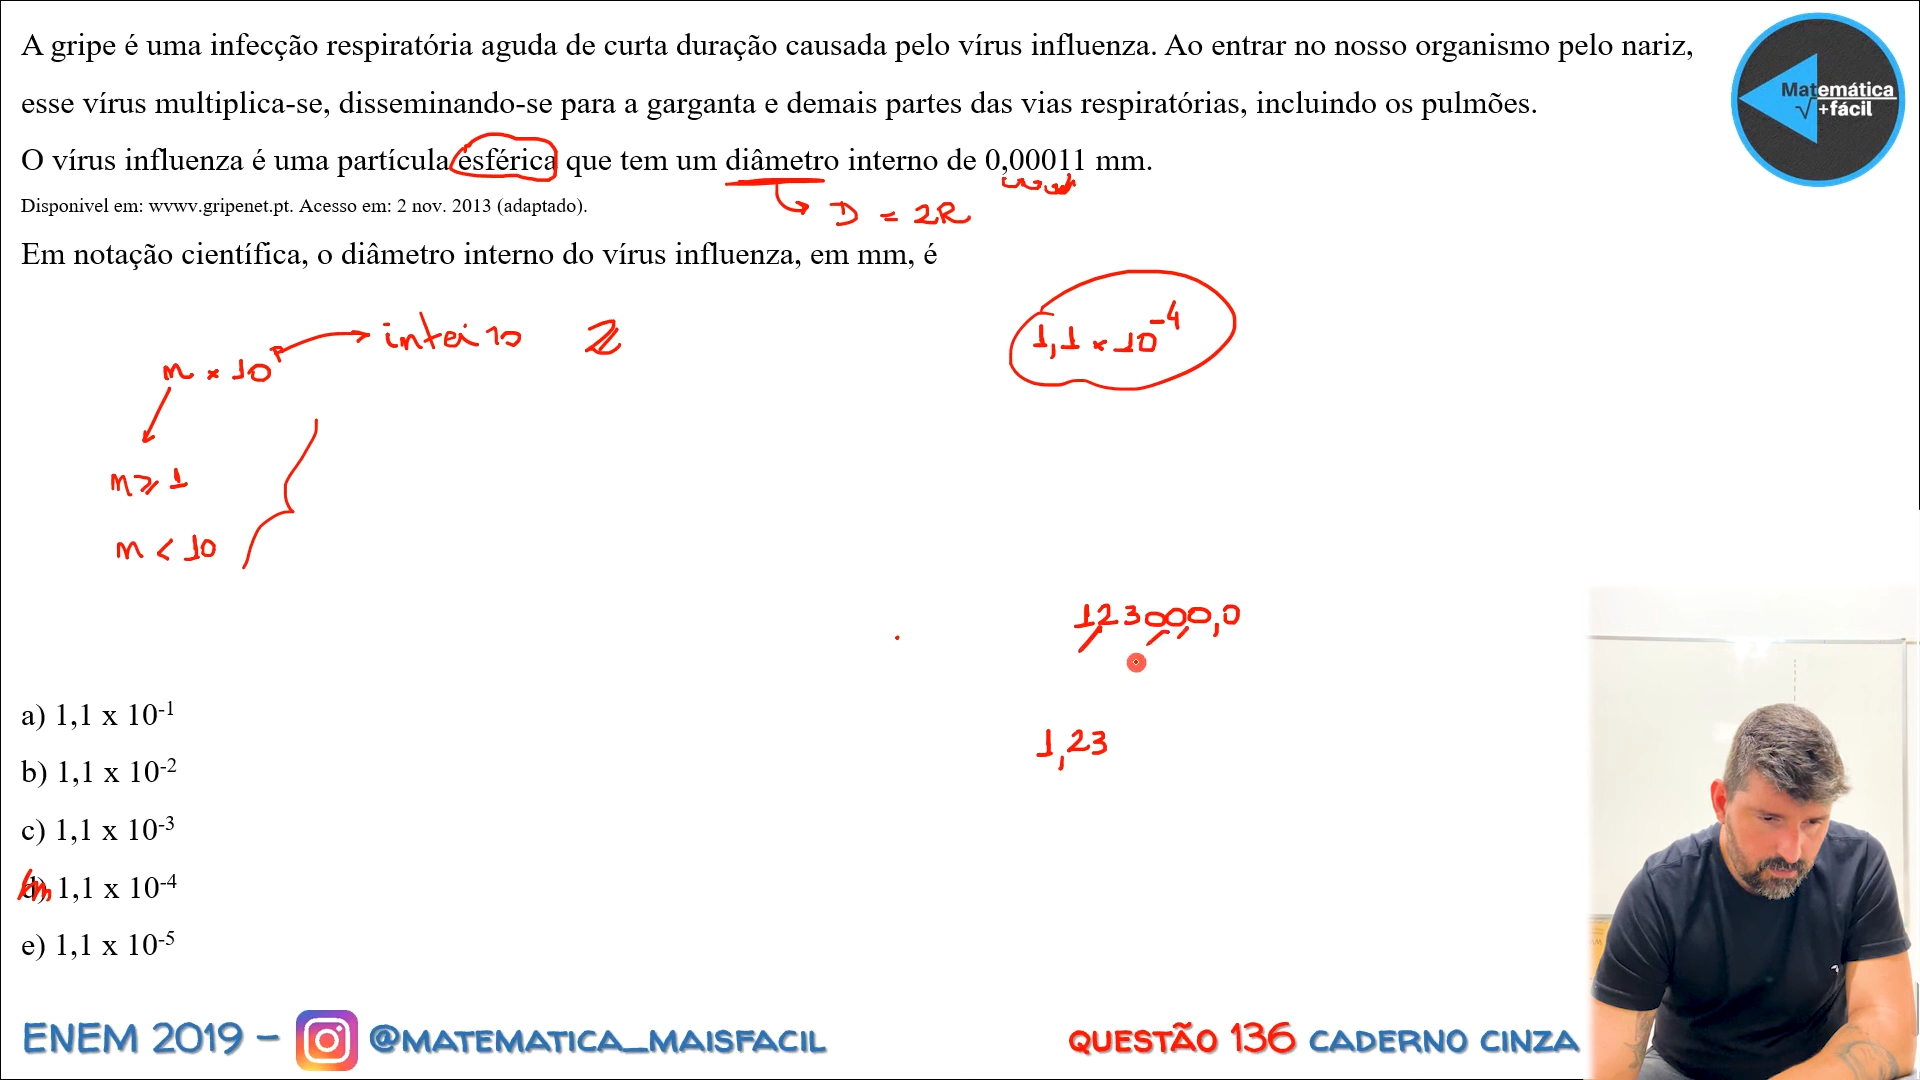 A gripe é uma infecção respiratória aguda de curta duração causada pelo vírus influenza. Ao entrar no nosso organismo pelo nariz,
esse vírus multiplica-se, disseminando-se para a garganta e demais partes das vias respiratórias, incluindo os pulmões.
O vírus influenza é uma partícula esférica que tem um diâmetro interno de 0,00011 mm.
Disponivel em: wwwv.gripenet.pt. Acesso em: 2 nov. 2013 (adaptado).
D = 2R
Em notação científica, o diâmetro interno do vírus influenza, em mm, é
Matemática
√ +fácil
inteiro ℤ
m × 10^p
1,1 × 10^-4
m ≥ 1
m < 10
123000,0
1,23
a) 1,1 x 10^-1
b) 1,1 x 10^-2
c) 1,1 x 10^-3
d) 1,1 x 10^-4
e) 1,1 x 10^-5
ENEM 2019 - @MATEMATICA_MAISFACIL
QUESTÃO 136 CADERNO CINZA